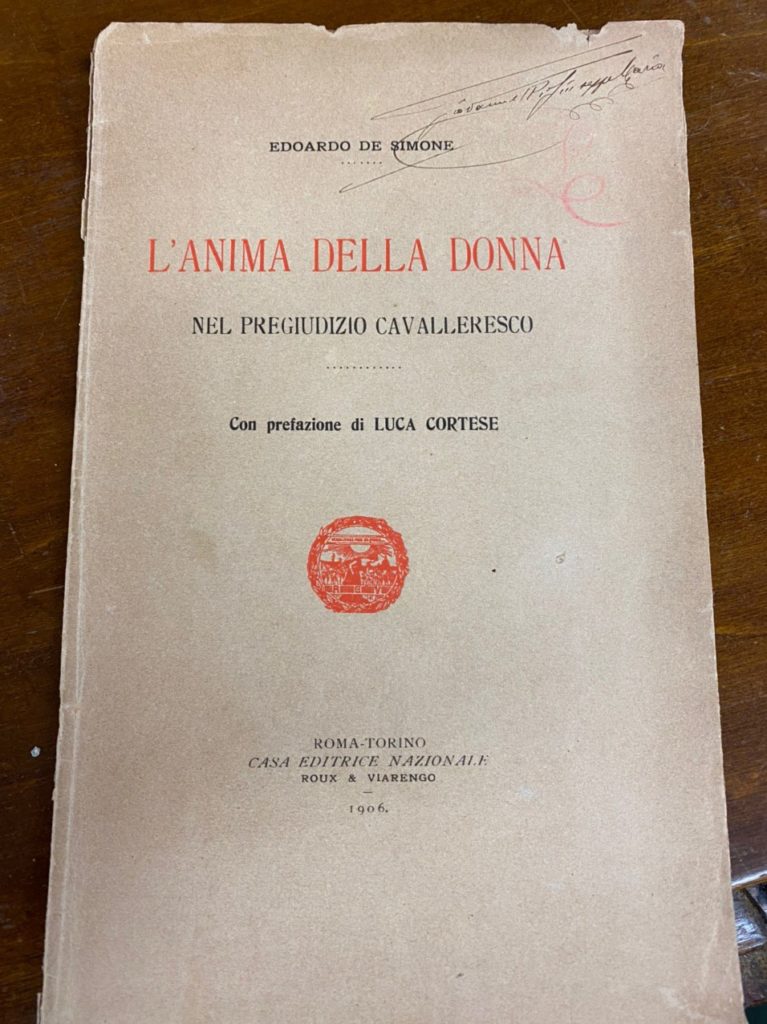 EDOARDO DE SIMONE
L'ANIMA DELLA DONNA
NEL PREGIUDIZIO CAVALLERESCO
Con prefazione di LUCA CORTESE
ROMA-TORINO
CASA EDITRICE NAZIONALE
ROUX & VIARENGO
1906.